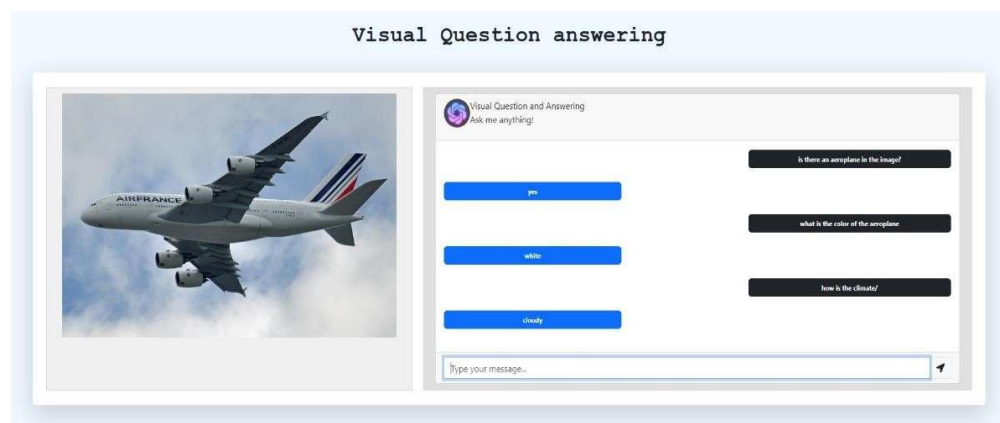 Visual Question answering
AIRFRANCE
Visual Question and Answering
Ask me anything!
is there an aeroplane in the image?
yes
what is the color of the aeroplane
white
how is the climate/
cloudy
Type your message...